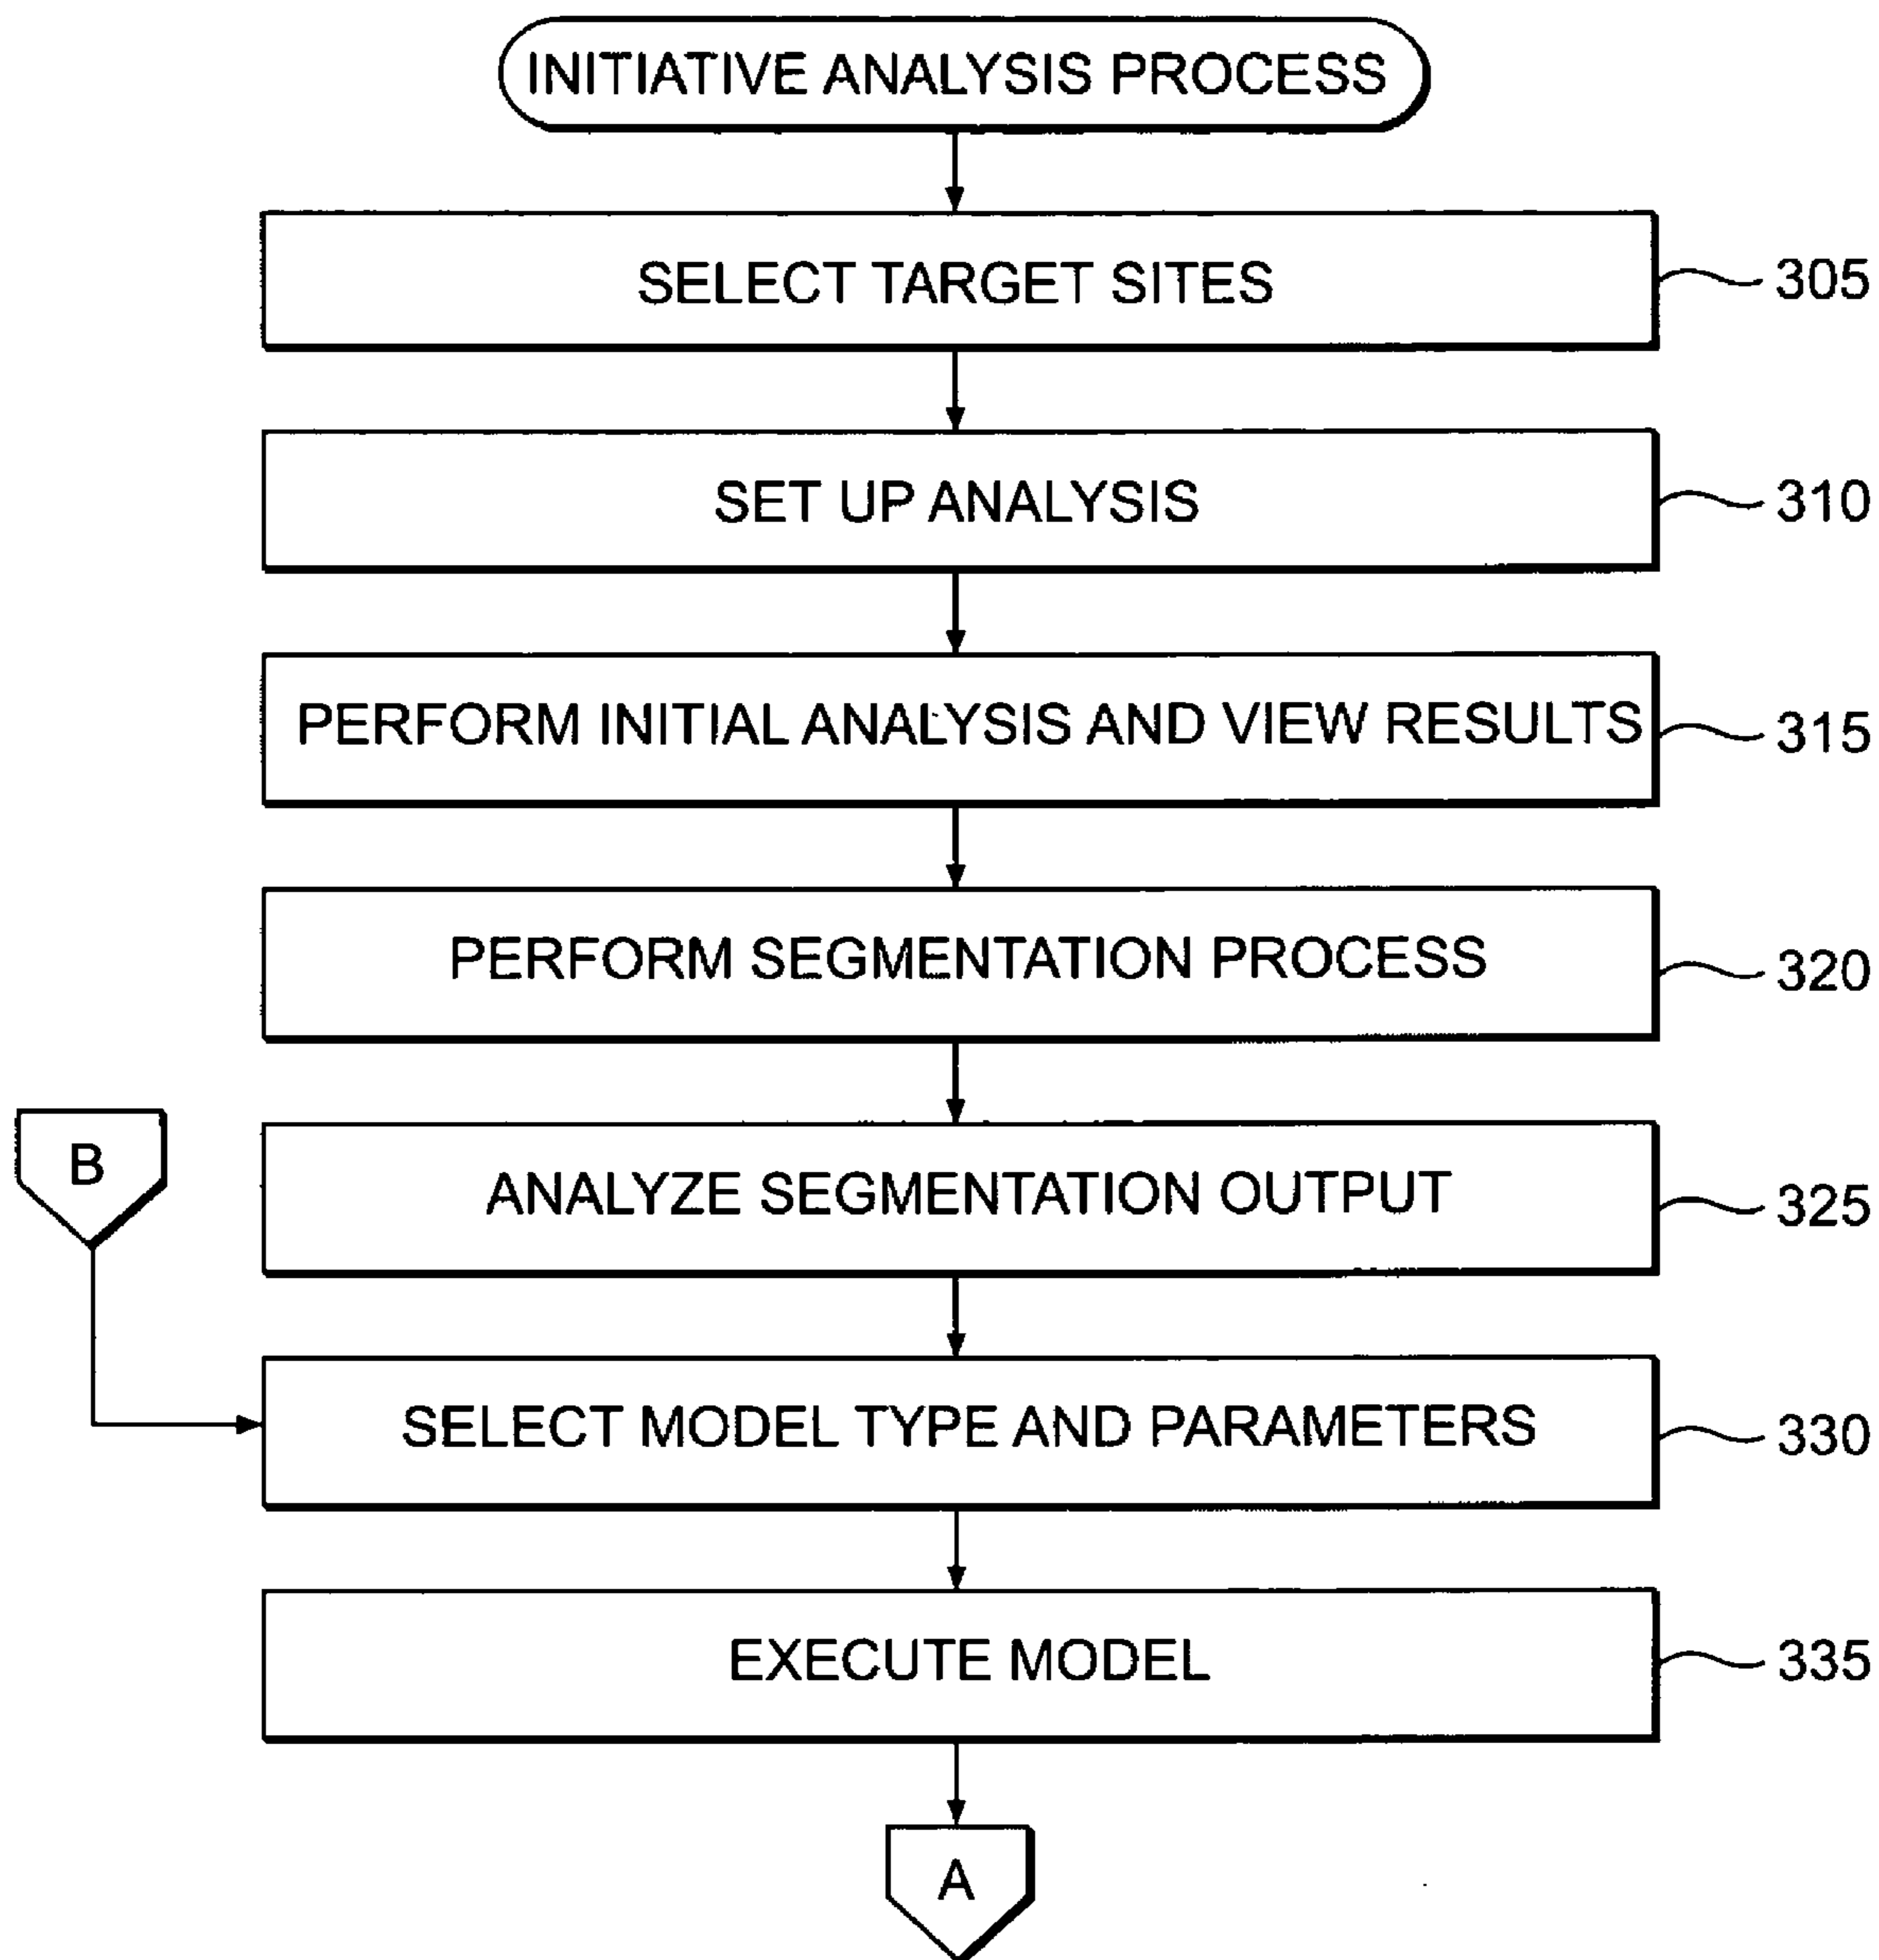 INITIATIVE ANALYSIS PROCESS
SELECT TARGET SITES
305
SET UP ANALYSIS
310
PERFORM INITIAL ANALYSIS AND VIEW RESULTS
315
PERFORM SEGMENTATION PROCESS
320
B
ANALYZE SEGMENTATION OUTPUT
325
SELECT MODEL TYPE AND PARAMETERS
330
EXECUTE MODEL
335
A